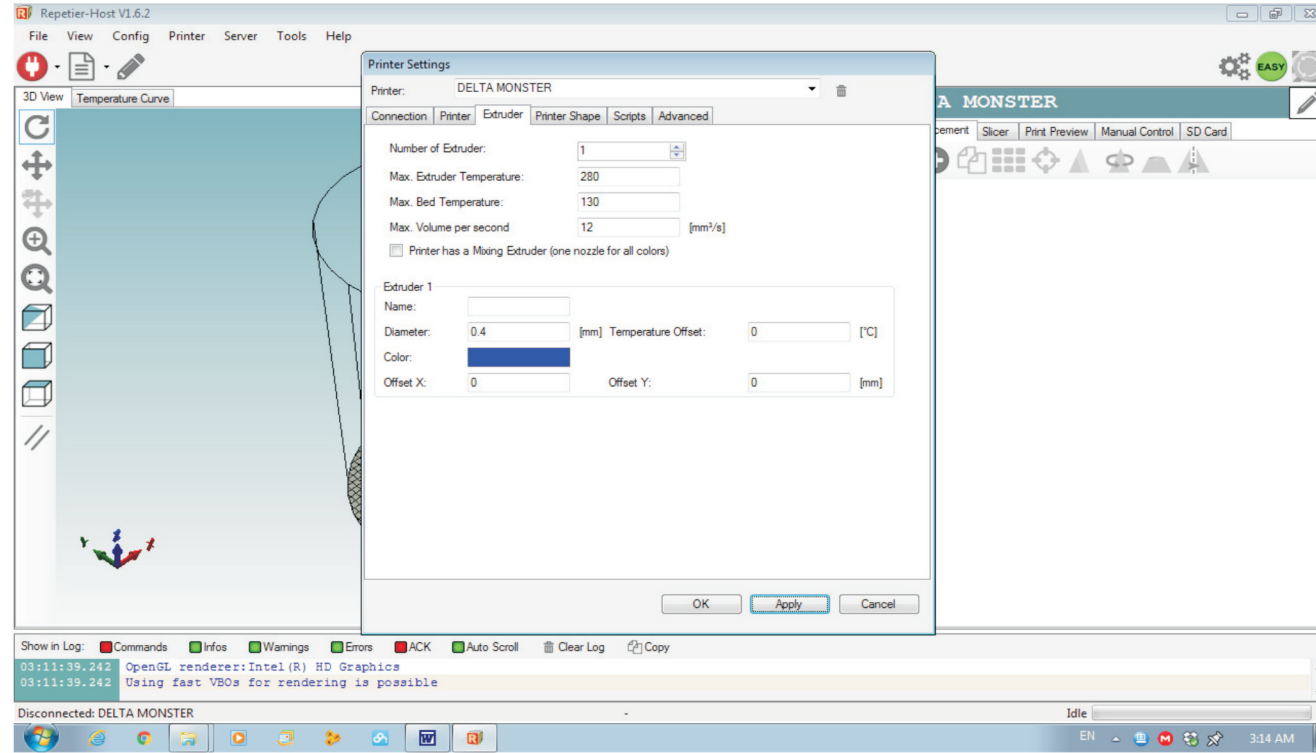 Repetier-Host V1.6.2
File View Config Printer Server Tools Help
EASY
3D View Temperature Curve
Printer Settings
Printer: DELTA MONSTER
Connection Printer Extruder Printer Shape Scripts Advanced
Number of Extruder: 1
Max. Extruder Temperature: 280
Max. Bed Temperature: 130
Max. Volume per second 12 [mm³/s]
Printer has a Mixing Extruder (one nozzle for all colors)
Extruder 1
Name:
Diameter: 0.4 [mm] Temperature Offset: 0 [°C]
Color:
Offset X: 0 Offset Y: 0 [mm]
OK Apply Cancel
A MONSTER
cement Slicer Print Preview Manual Control SD Card
Y Z X
Show in Log: Commands Infos Warnings Errors ACK Auto Scroll Clear Log Copy
03:11:39.242 OpenGL renderer:Intel(R) HD Graphics
03:11:39.242 Using fast VBOs for rendering is possible
Disconnected: DELTA MONSTER - Idle
EN 3:14 AM